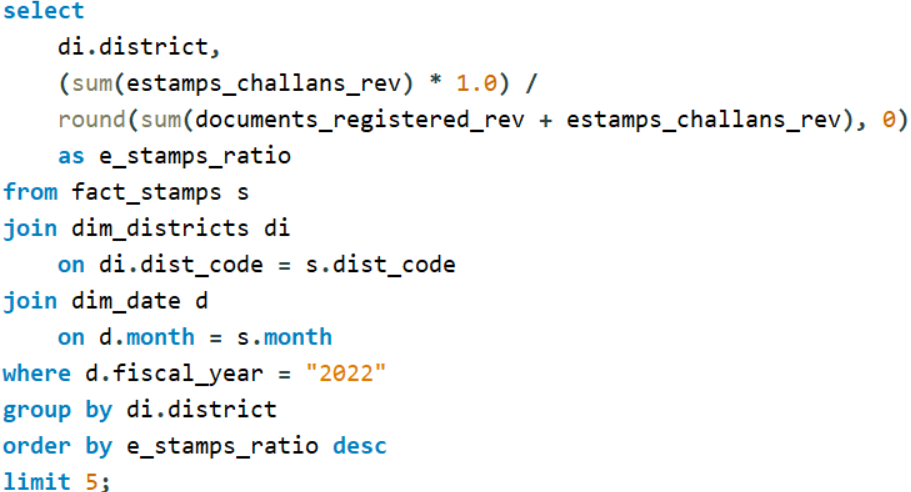 select
    di.district,
    (sum(estamps_challans_rev) * 1.0) /
    round(sum(documents_registered_rev + estamps_challans_rev), 0)
    as e_stamps_ratio
from fact_stamps s
join dim_districts di
    on di.dist_code = s.dist_code
join dim_date d
    on d.month = s.month
where d.fiscal_year = "2022"
group by di.district
order by e_stamps_ratio desc
limit 5;